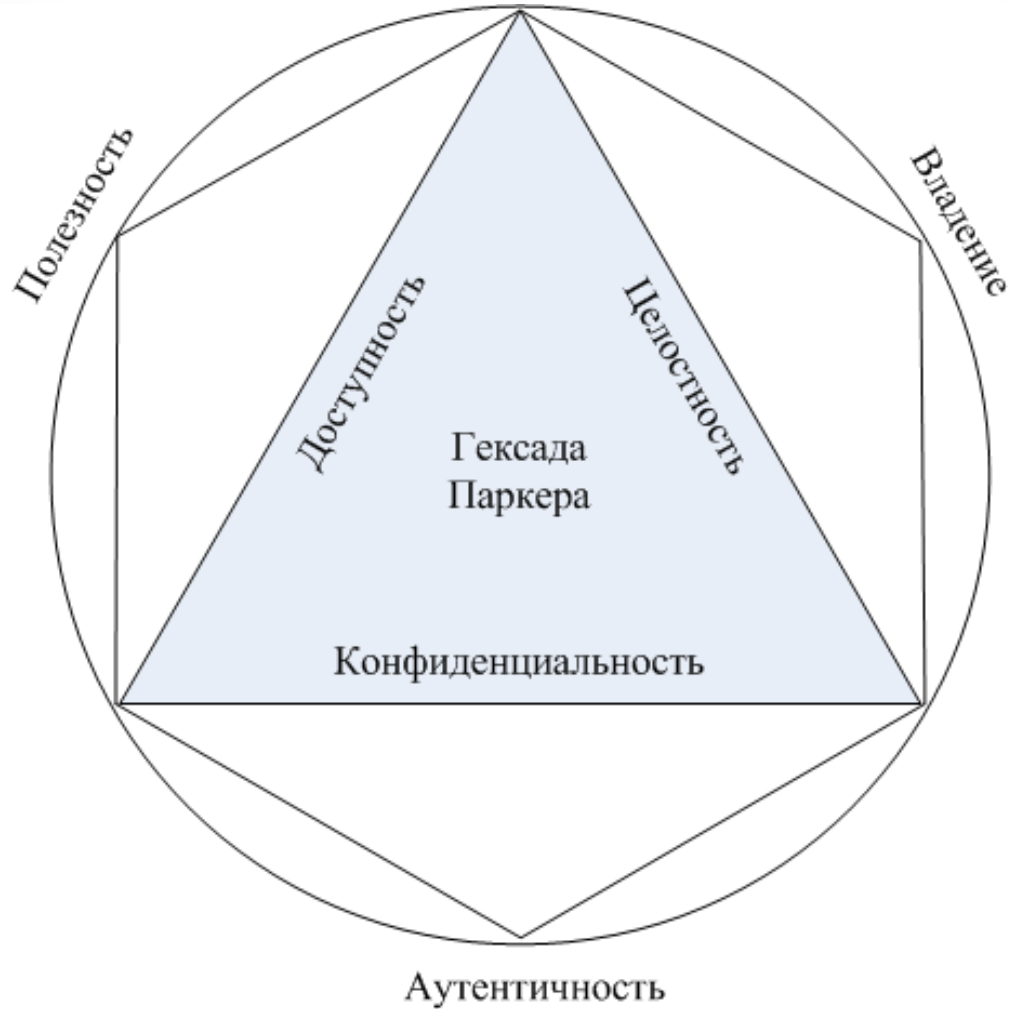 Полезность
Владение
Доступность
Целостность
Гексада
Паркера
Конфиденциальность
Аутентичность